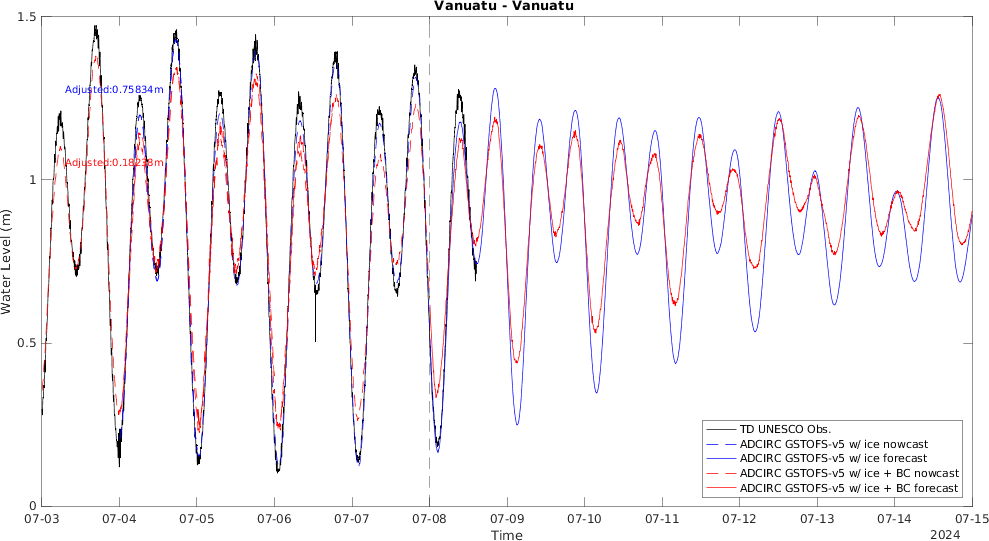 Vanuatu - Vanuatu
1.5
Adjusted:0.75834m
Adjusted:0.18238m
1
Water Level (m)
0.5
TD UNESCO Obs.
ADCIRC GSTOFS-v5 w/ ice nowcast
ADCIRC GSTOFS-v5 w/ ice forecast
ADCIRC GSTOFS-v5 w/ ice + BC nowcast
ADCIRC GSTOFS-v5 w/ ice + BC forecast
0
07-03 07-04 07-05 07-06 07-07 07-08 07-09 07-10 07-11 07-12 07-13 07-14 07-15
Time
2024